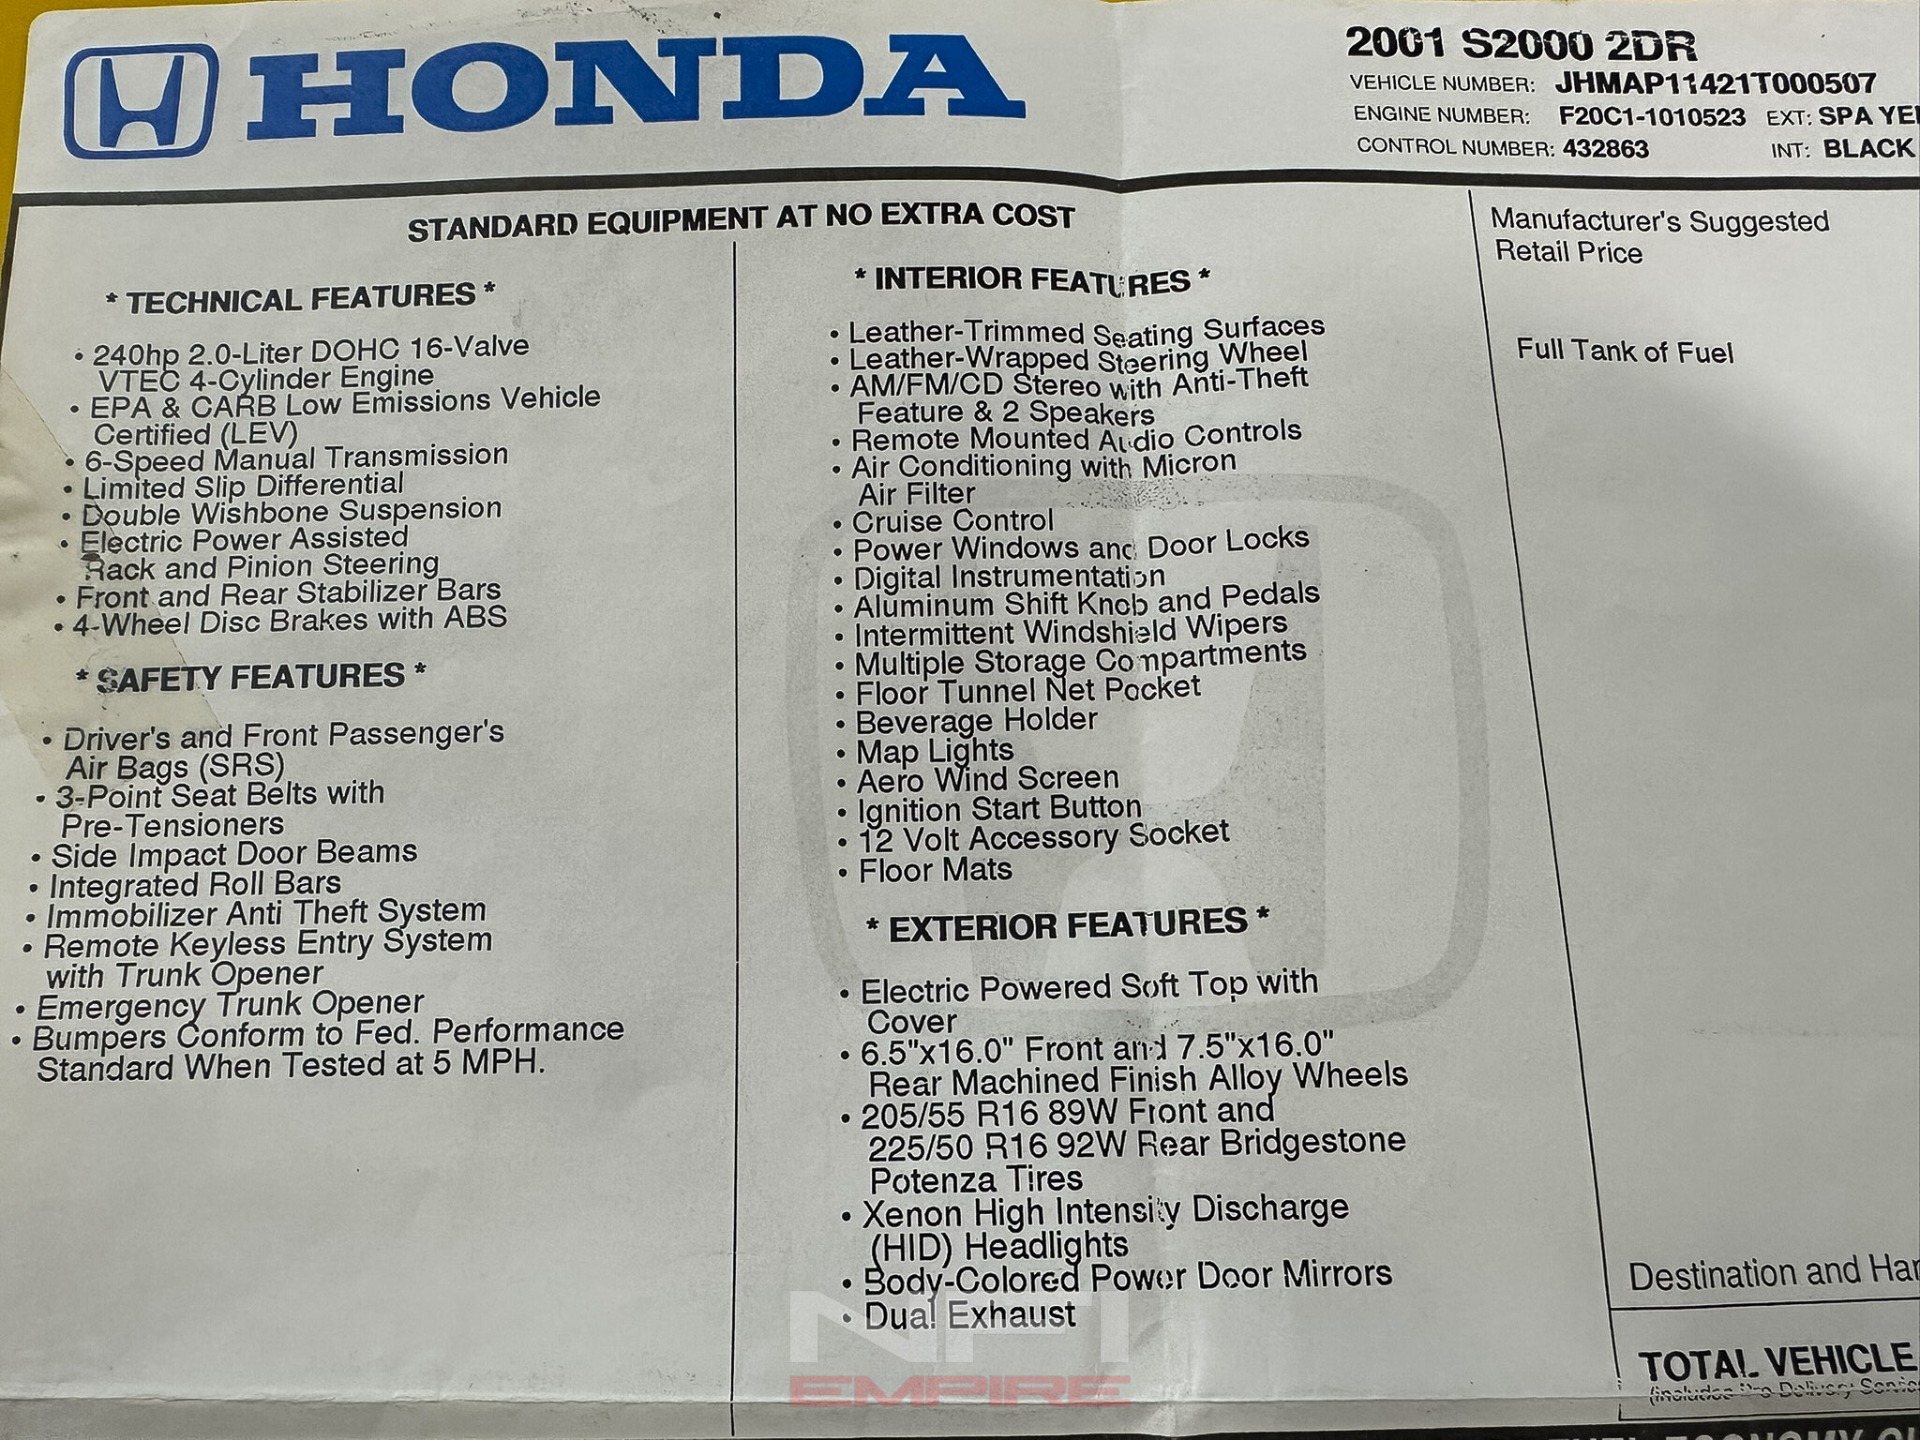 HONDA
2001 S2000 2DR
VEHICLE NUMBER: JHMAP11421T000507
ENGINE NUMBER: F20C1-1010523 EXT: SPA YEL
CONTROL NUMBER: 432863 INT: BLACK
STANDARD EQUIPMENT AT NO EXTRA COST
* TECHNICAL FEATURES *
• 240hp 2.0-Liter DOHC 16-Valve
VTEC 4-Cylinder Engine
• EPA & CARB Low Emissions Vehicle
Certified (LEV)
• 6-Speed Manual Transmission
• Limited Slip Differential
• Double Wishbone Suspension
• Electric Power Assisted
Rack and Pinion Steering
• Front and Rear Stabilizer Bars
• 4-Wheel Disc Brakes with ABS
* SAFETY FEATURES *
• Driver's and Front Passenger's
Air Bags (SRS)
• 3-Point Seat Belts with
Pre-Tensioners
• Side Impact Door Beams
• Integrated Roll Bars
• Immobilizer Anti Theft System
• Remote Keyless Entry System
with Trunk Opener
• Emergency Trunk Opener
• Bumpers Conform to Fed. Performance
Standard When Tested at 5 MPH.
* INTERIOR FEATURES *
• Leather-Trimmed Seating Surfaces
• Leather-Wrapped Steering Wheel
• AM/FM/CD Stereo with Anti-Theft
Feature & 2 Speakers
• Remote Mounted Audio Controls
• Air Conditioning with Micron
Air Filter
• Cruise Control
• Power Windows and Door Locks
• Digital Instrumentation
• Aluminum Shift Knob and Pedals
• Intermittent Windshield Wipers
• Multiple Storage Compartments
• Floor Tunnel Net Pocket
• Beverage Holder
• Map Lights
• Aero Wind Screen
• Ignition Start Button
• 12 Volt Accessory Socket
• Floor Mats
* EXTERIOR FEATURES *
• Electric Powered Soft Top with
Cover
• 6.5"x16.0" Front and 7.5"x16.0"
Rear Machined Finish Alloy Wheels
• 205/55 R16 89W Front and
225/50 R16 92W Rear Bridgestone
Potenza Tires
• Xenon High Intensity Discharge
(HID) Headlights
• Body-Colored Power Door Mirrors
• Dual Exhaust
Manufacturer's Suggested
Retail Price
Full Tank of Fuel
Destination and Han
TOTAL VEHICLE
(includes Pre-Delivery Service
NFI
EMPIRE